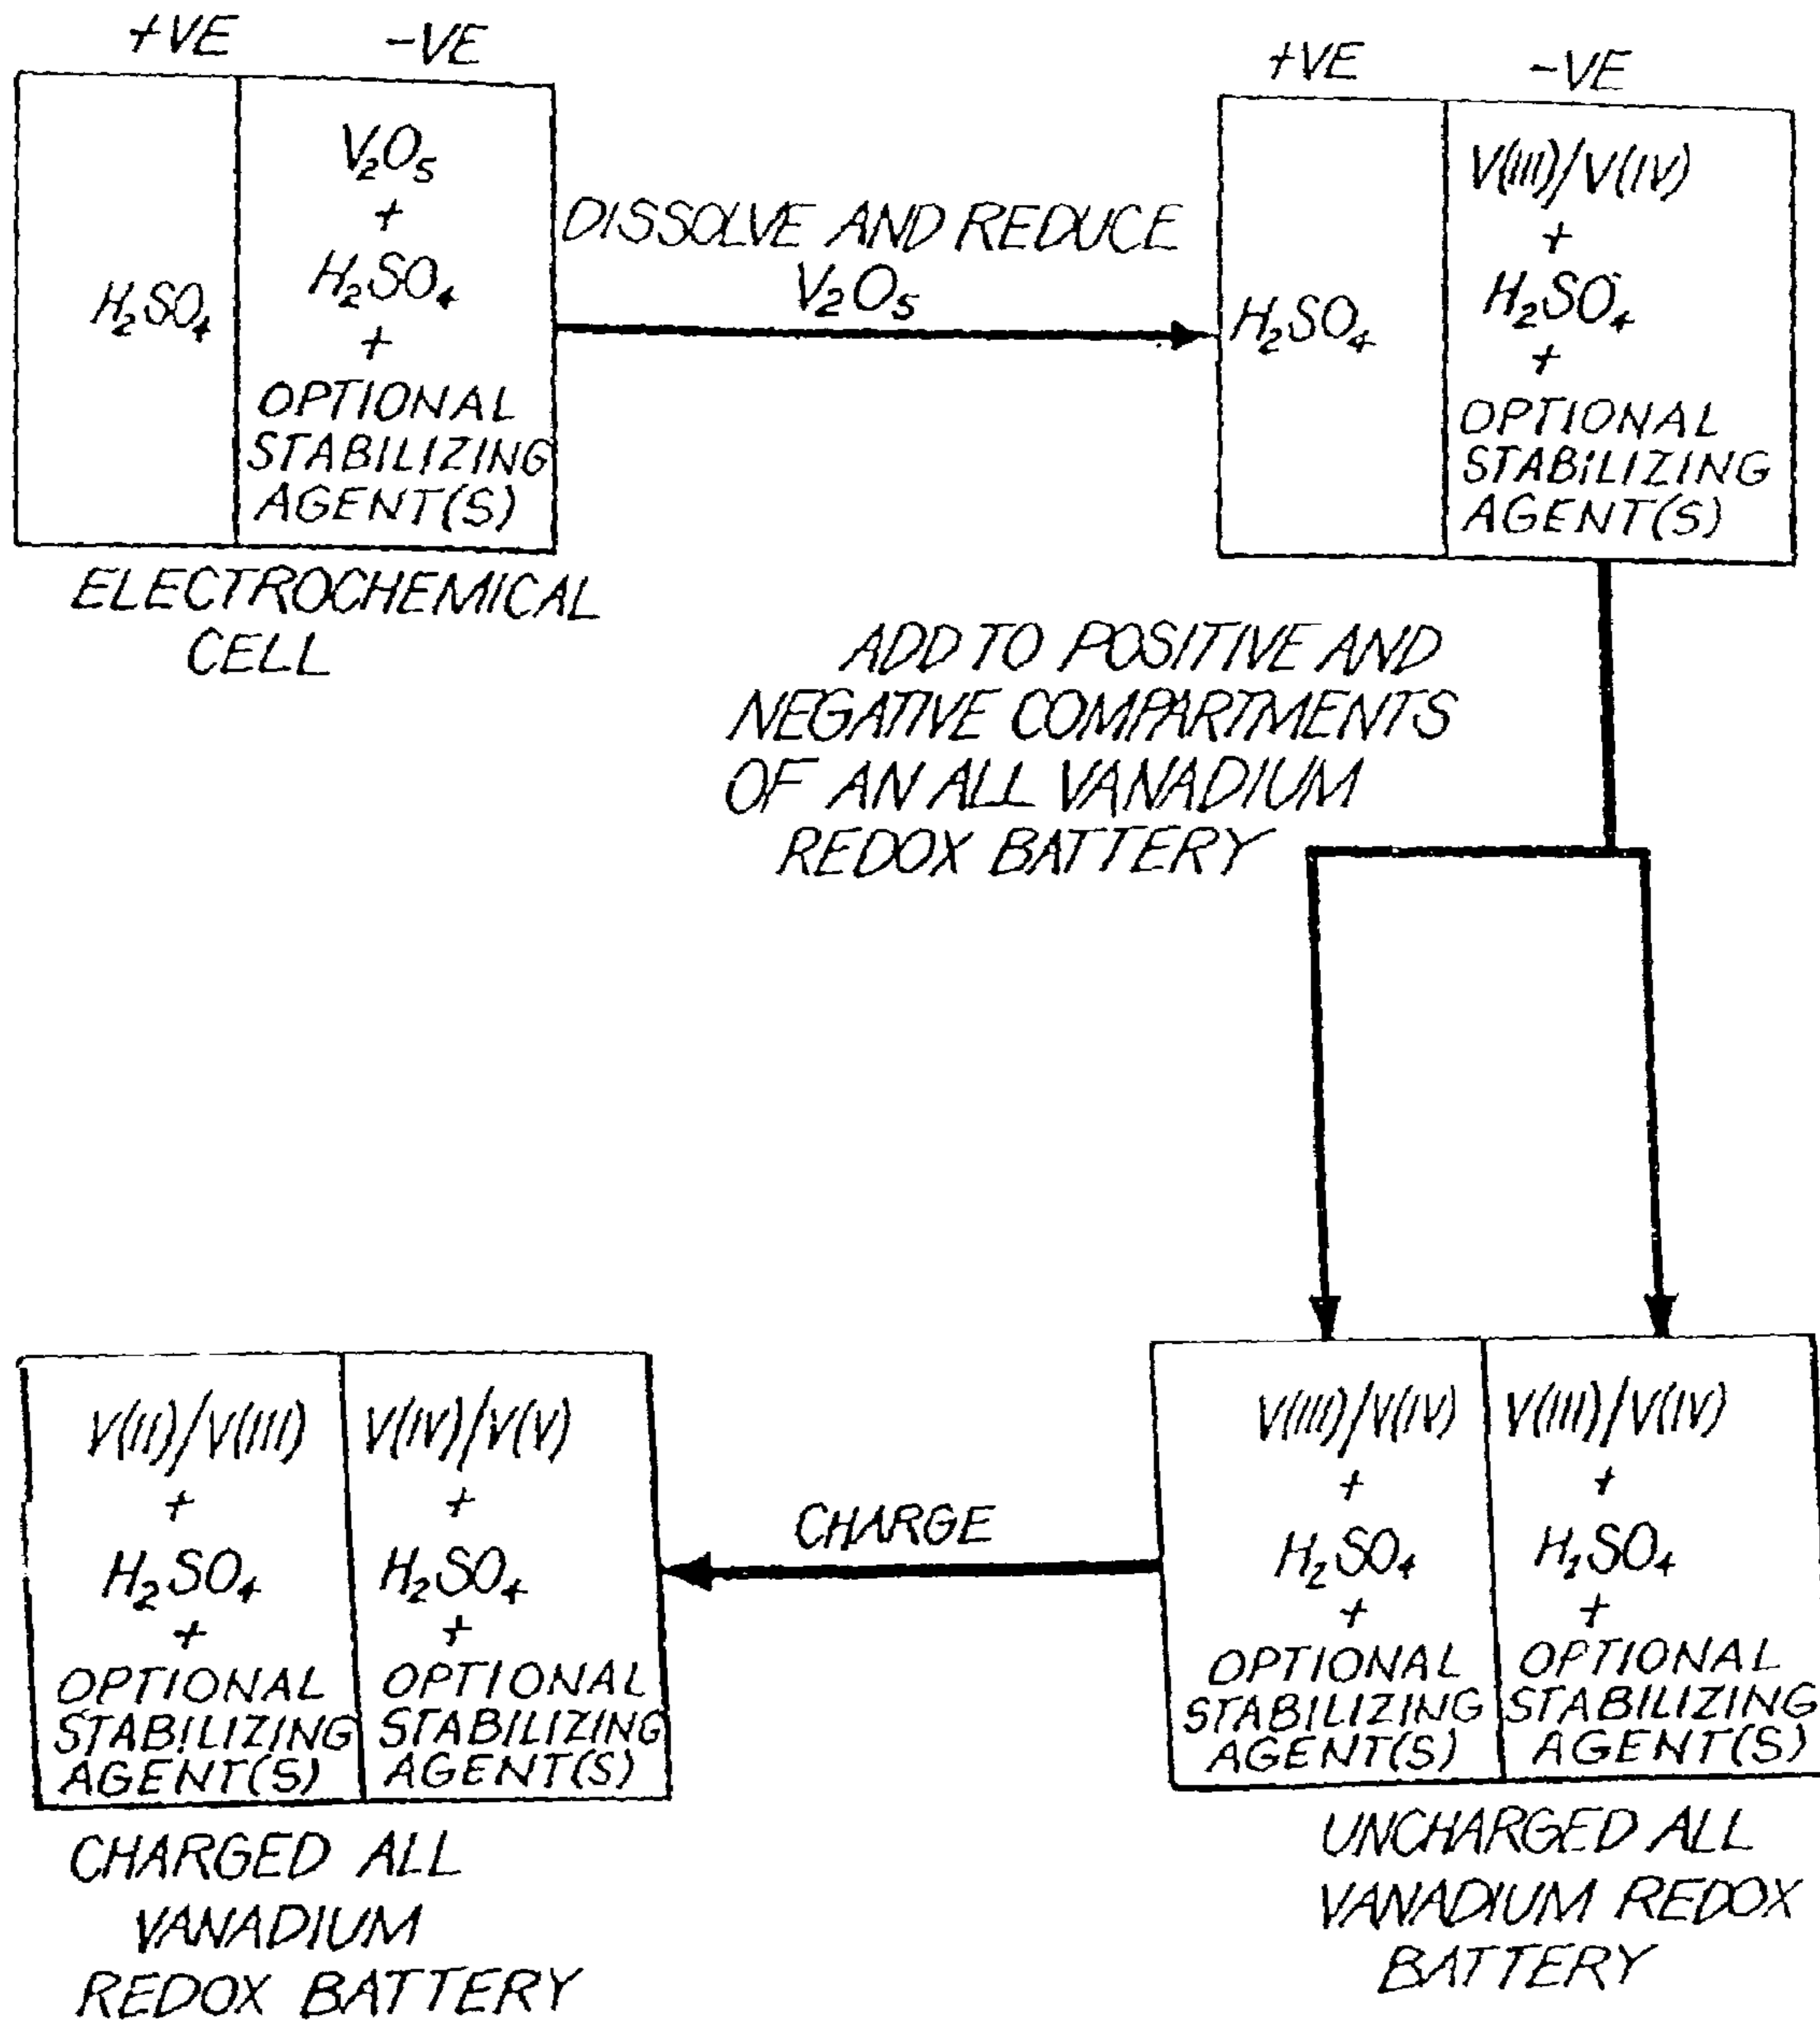 +VE -VE
H₂SO₄
V₂O₅
+
H₂SO₄
+
OPTIONAL
STABILIZING
AGENT(S)
ELECTROCHEMICAL
CELL
DISSOLVE AND REDUCE
V₂O₅
+VE -VE
H₂SO₄
V(III)/V(IV)
+
H₂SO₄
+
OPTIONAL
STABILIZING
AGENT(S)
ADD TO POSITIVE AND
NEGATIVE COMPARTMENTS
OF AN ALL VANADIUM
REDOX BATTERY
V(III)/V(IV)
+
H₂SO₄
+
OPTIONAL
STABILIZING
AGENT(S)
V(III)/V(IV)
+
H₂SO₄
+
OPTIONAL
STABILIZING
AGENT(S)
UNCHARGED ALL
VANADIUM REDOX
BATTERY
CHARGE
V(II)/V(III)
+
H₂SO₄
+
OPTIONAL
STABILIZING
AGENT(S)
V(IV)/V(V)
+
H₂SO₄
+
OPTIONAL
STABILIZING
AGENT(S)
CHARGED ALL
VANADIUM
REDOX BATTERY